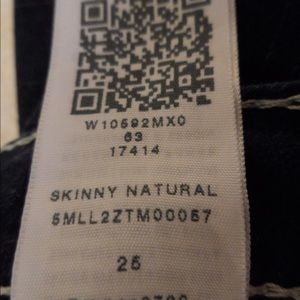 W10592MX0
63
17414
SKINNY NATURAL
5MLL2ZTM00057
25